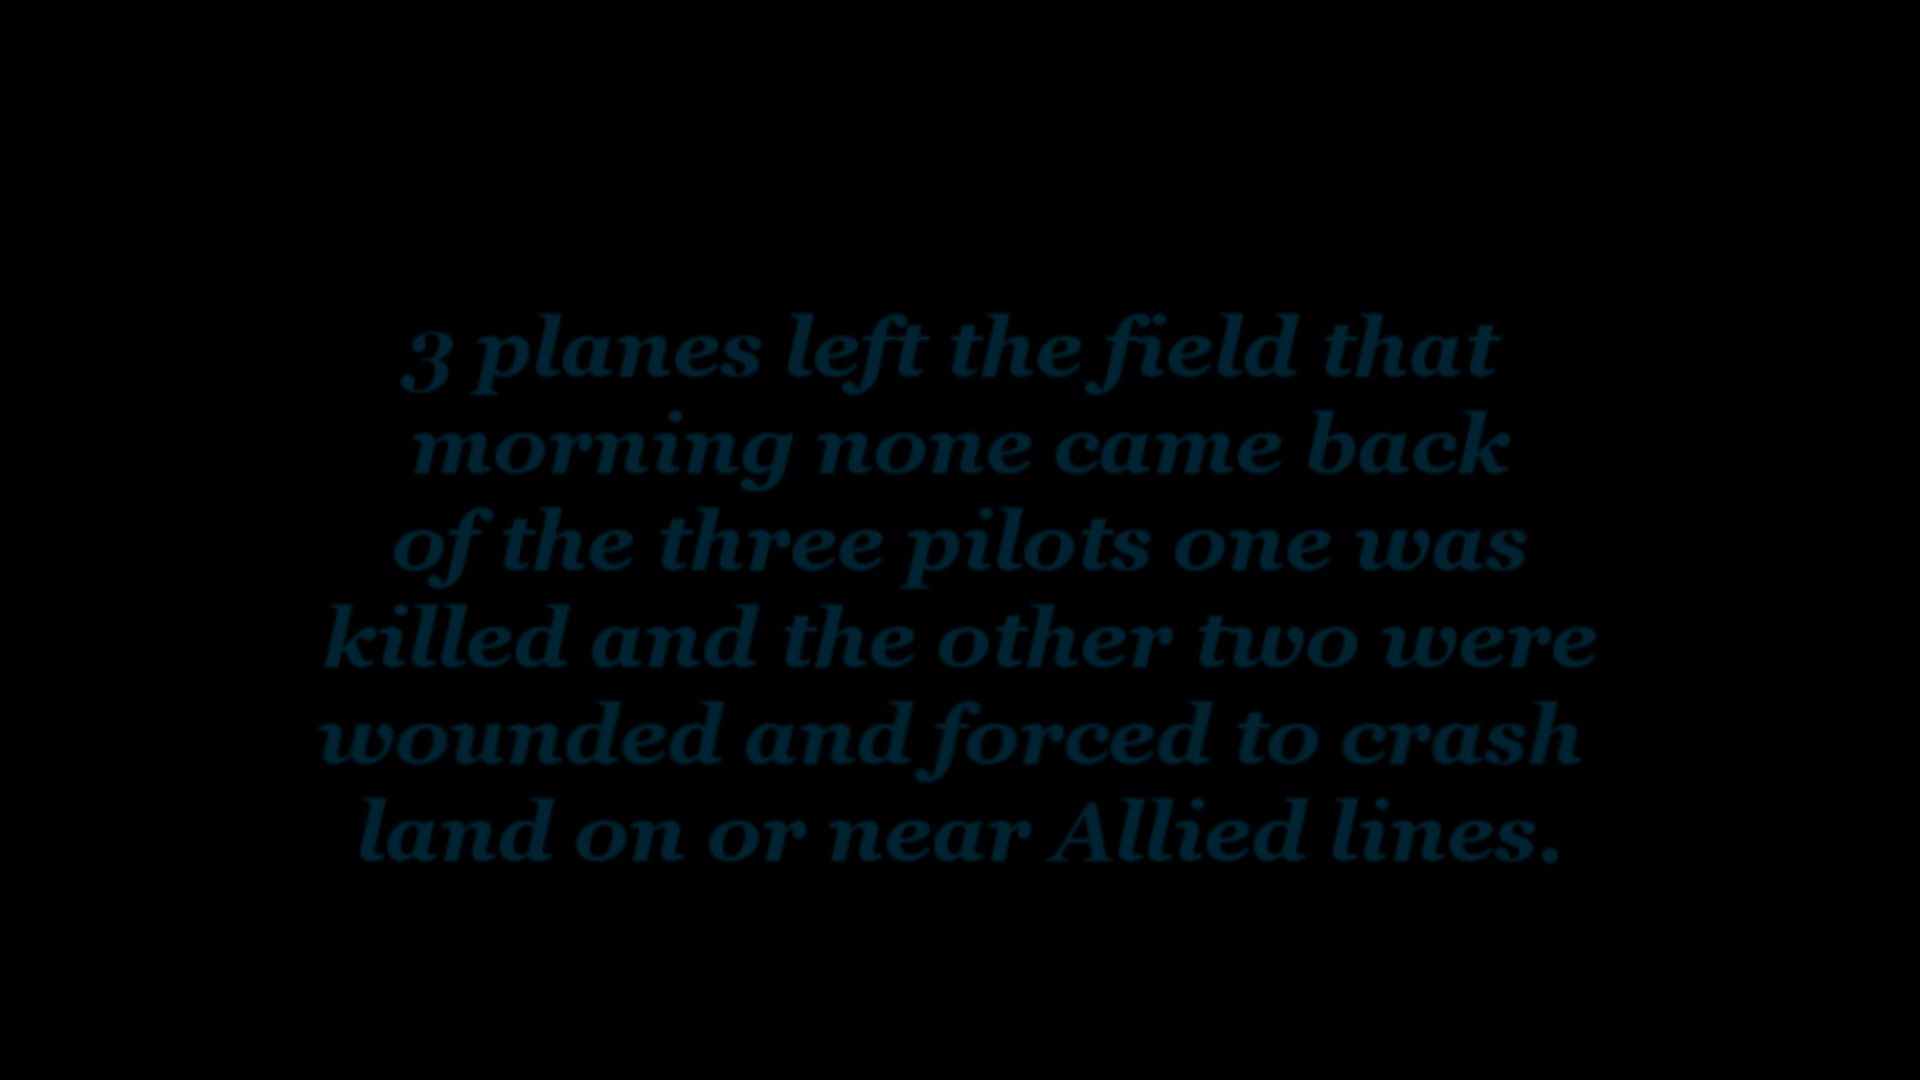 3 planes left the field that
morning none came back
of the three pilots one was
killed and the other two were
wounded and forced to crash
land on or near Allied lines.